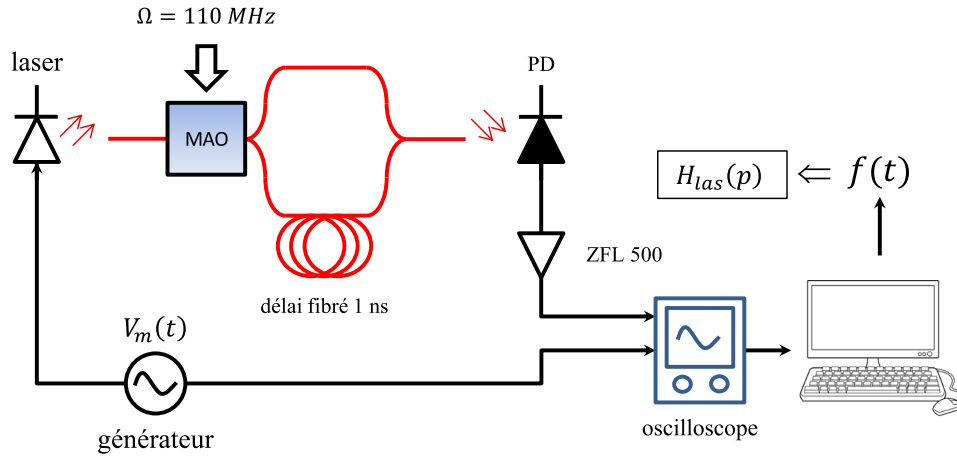 Ω = 110 MHz
laser
PD
MAO
H_las(p) ⇐ f(t)
ZFL 500
délai fibré 1 ns
V_m(t)
générateur
oscilloscope